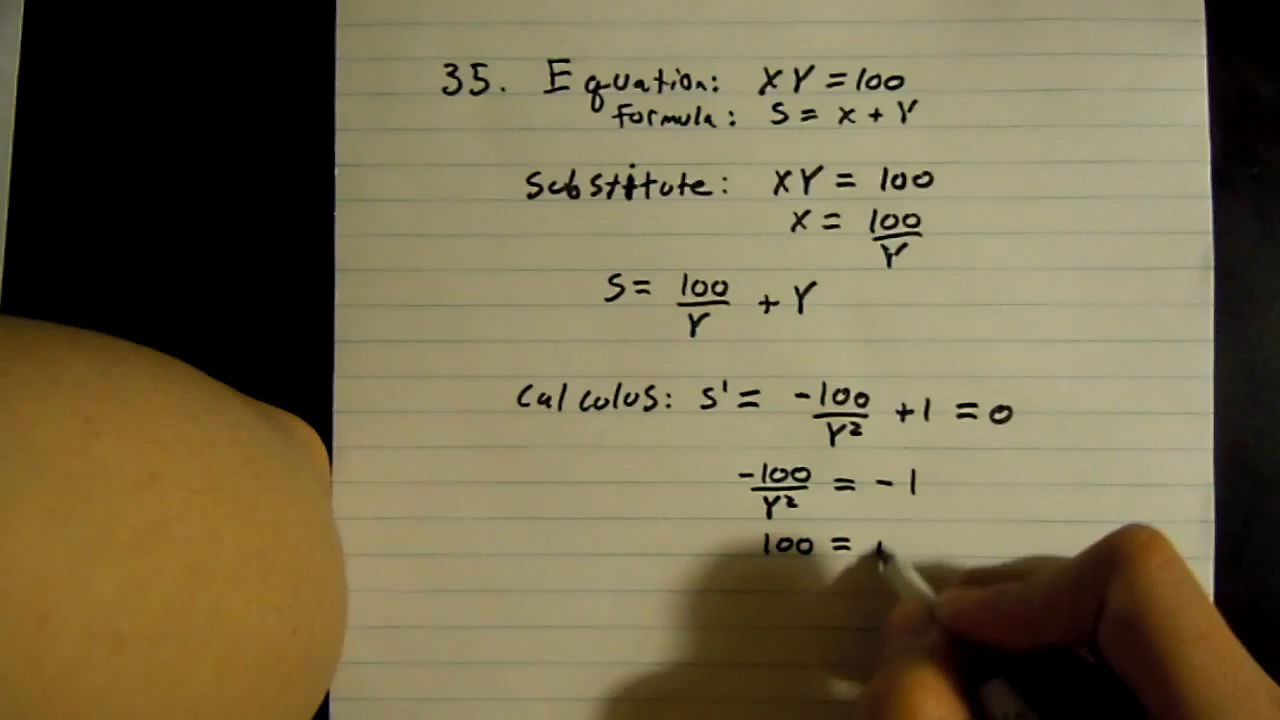 35. Equation: XY = 100
Formula: S = X + Y
Substitute: XY = 100
X = 100/Y
S = 100/Y + Y
Calculus: S' = -100/Y² + 1 = 0
-100/Y² = -1
100 =